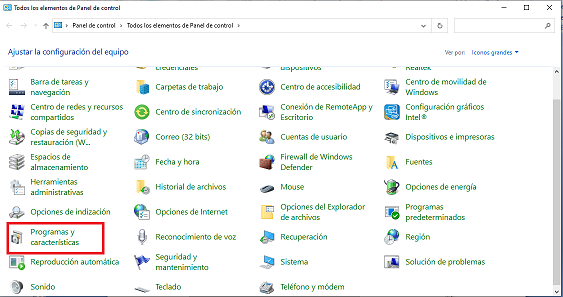 Todos los elementos de Panel de control
Panel de control > Todos los elementos de Panel de control >
Ajustar la configuración del equipo
Ver por: Iconos grandes
credenciales
dispositivos
Realtek
Barra de tareas y navegación
Carpetas de trabajo
Centro de accesibilidad
Centro de movilidad de Windows
Centro de redes y recursos compartidos
Centro de sincronización
Conexión de RemoteApp y Escritorio
Configuración gráficos Intel®
Copias de seguridad y restauración (W...
Correo (32 bits)
Cuentas de usuario
Dispositivos e impresoras
Espacios de almacenamiento
Fecha y hora
Firewall de Windows Defender
Fuentes
Herramientas administrativas
Historial de archivos
Mouse
Opciones de energía
Opciones de indización
Opciones de Internet
Opciones del Explorador de archivos
Programas predeterminados
Programas y características
Reconocimiento de voz
Recuperación
Región
Reproducción automática
Seguridad y mantenimiento
Sistema
Solución de problemas
Sonido
Teclado
Teléfono y módem